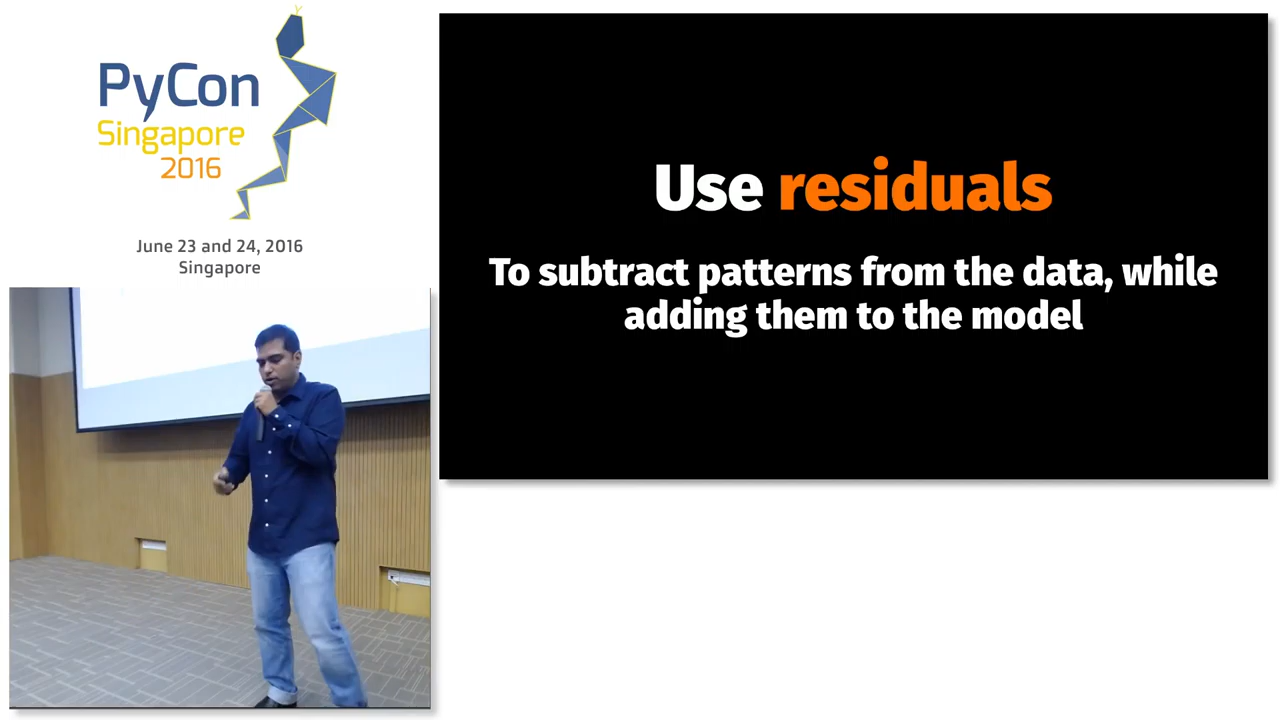 PyCon
Singapore
2016
June 23 and 24, 2016
Singapore
Use residuals
To subtract patterns from the data, while
adding them to the model